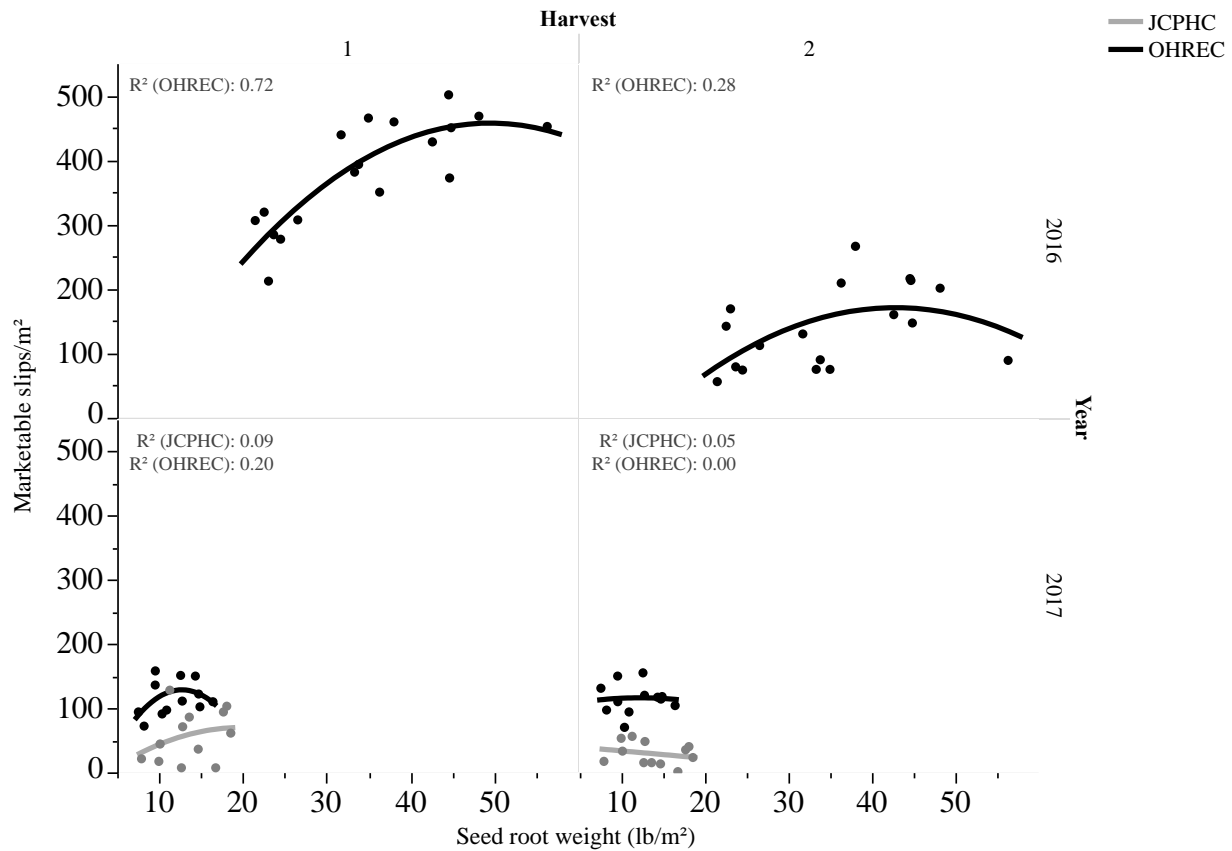 Harvest
JCPHC
OHREC
1
2
R² (OHREC): 0.72
R² (OHREC): 0.28
500
400
300
200
100
0
2016
Year
R² (JCPHC): 0.09
R² (OHREC): 0.20
R² (JCPHC): 0.05
R² (OHREC): 0.00
500
400
300
200
100
0
2017
Marketable slips/m²
10 20 30 40 50
10 20 30 40 50
Seed root weight (lb/m²)